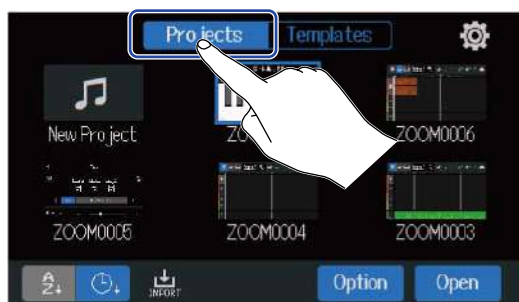 Projects Templates
New Project ZOOM0006
ZOOM0005 ZOOM0004 ZOOM0003
A
Z IMPORT Option Open